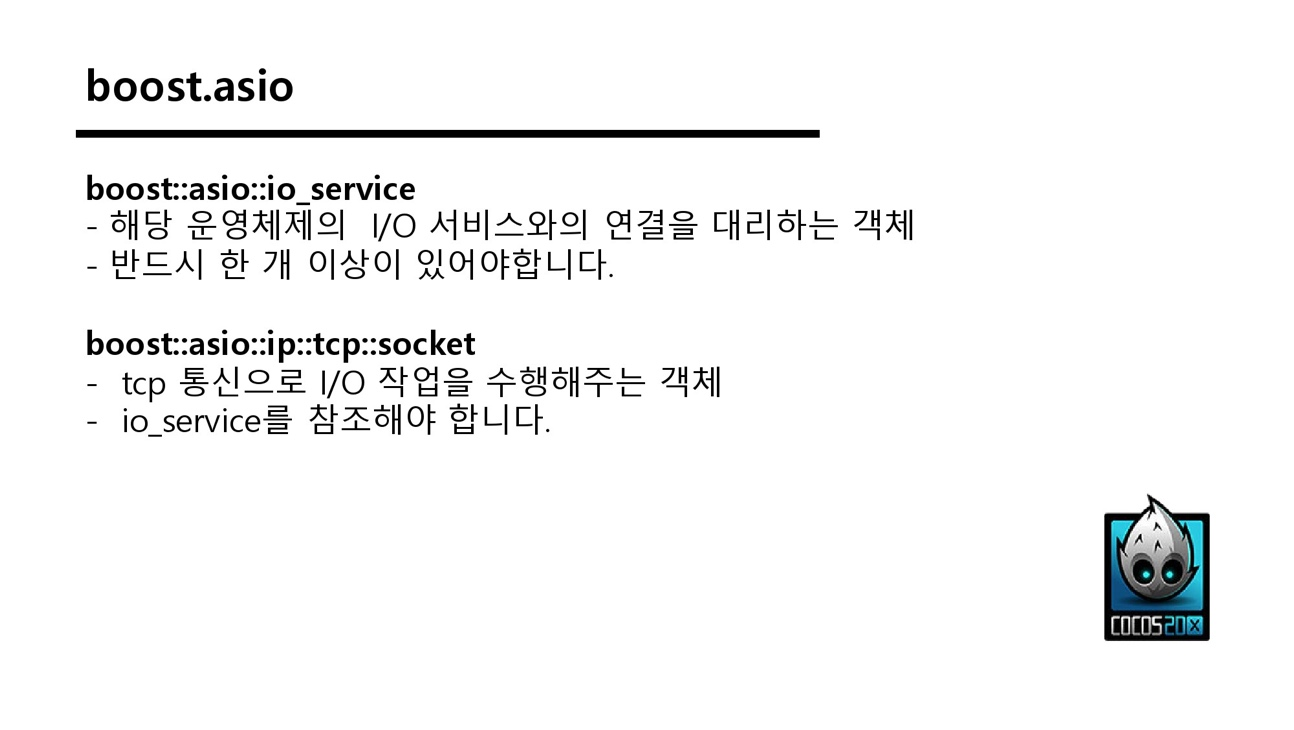 boost.asio
boost::asio::io_service
- 해당 운영체제의 I/O 서비스와의 연결을 대리하는 객체
- 반드시 한 개 이상이 있어야합니다.
boost::asio::ip::tcp::socket
- tcp 통신으로 I/O 작업을 수행해주는 객체
- io_service를 참조해야 합니다.
COCOS2DX